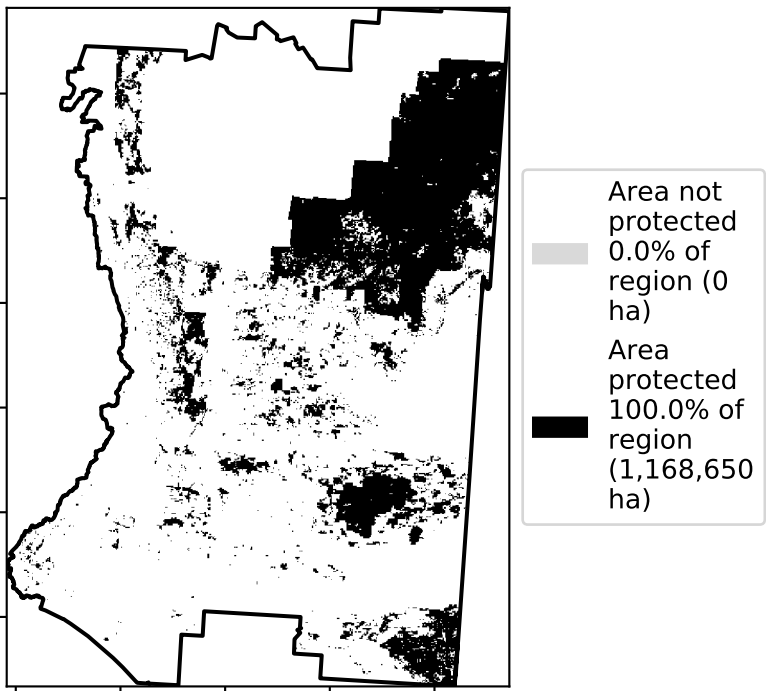 Area not
protected
0.0% of
region (0
ha)
Area
protected
100.0% of
region
(1,168,650
ha)